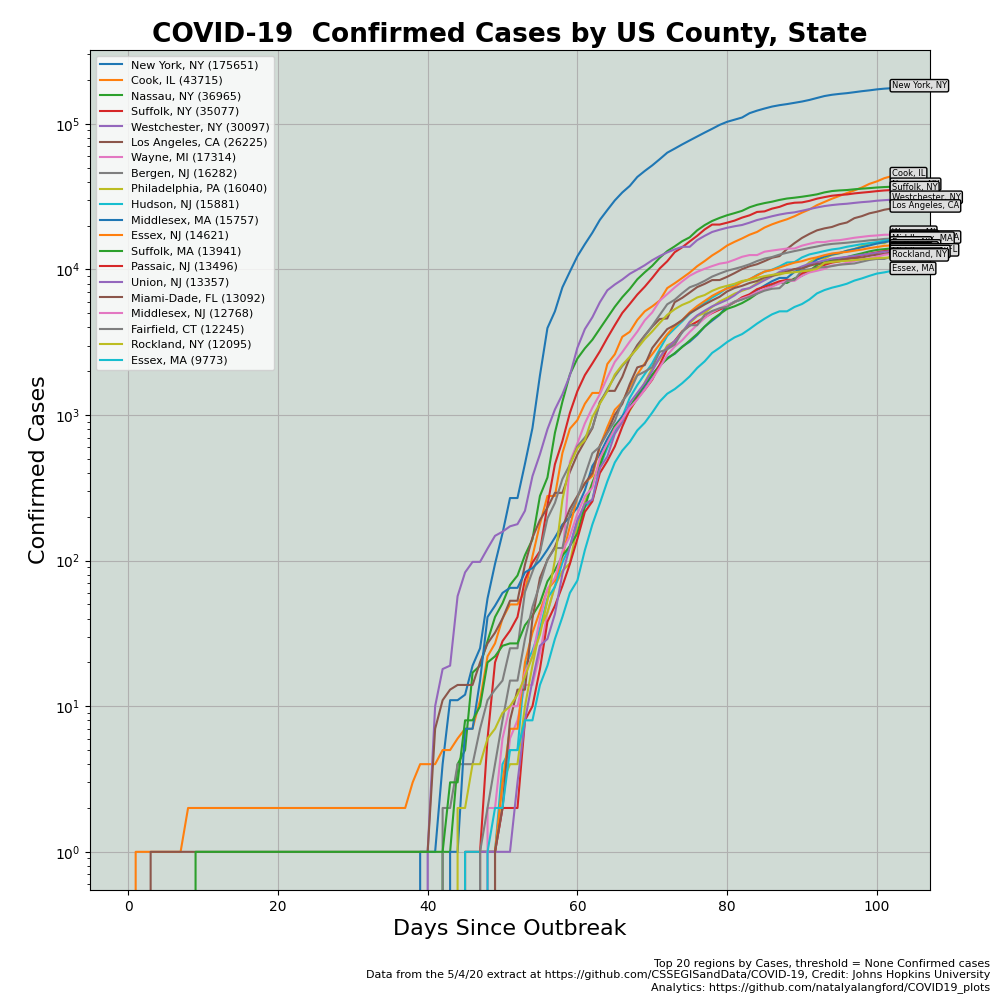 COVID-19  Confirmed Cases by US County, State
New York, NY (175651)
Cook, IL (43715)
Nassau, NY (36965)
Suffolk, NY (35077)
Westchester, NY (30097)
Los Angeles, CA (26225)
Wayne, MI (17314)
Bergen, NJ (16282)
Philadelphia, PA (16040)
Hudson, NJ (15881)
Middlesex, MA (15757)
Essex, NJ (14621)
Suffolk, MA (13941)
Passaic, NJ (13496)
Union, NJ (13357)
Miami-Dade, FL (13092)
Middlesex, NJ (12768)
Fairfield, CT (12245)
Rockland, NY (12095)
Essex, MA (9773)
New York, NY
Cook, IL
Suffolk, NY
Westchester, NY
Los Angeles, CA
Rockland, NY
Essex, MA
10^5
10^4
10^3
10^2
10^1
10^0
Confirmed Cases
0 20 40 60 80 100
Days Since Outbreak
Top 20 regions by Cases, threshold = None Confirmed cases
Data from the 5/4/20 extract at https://github.com/CSSEGISandData/COVID-19, Credit: Johns Hopkins University
Analytics: https://github.com/natalyalangford/COVID19_plots